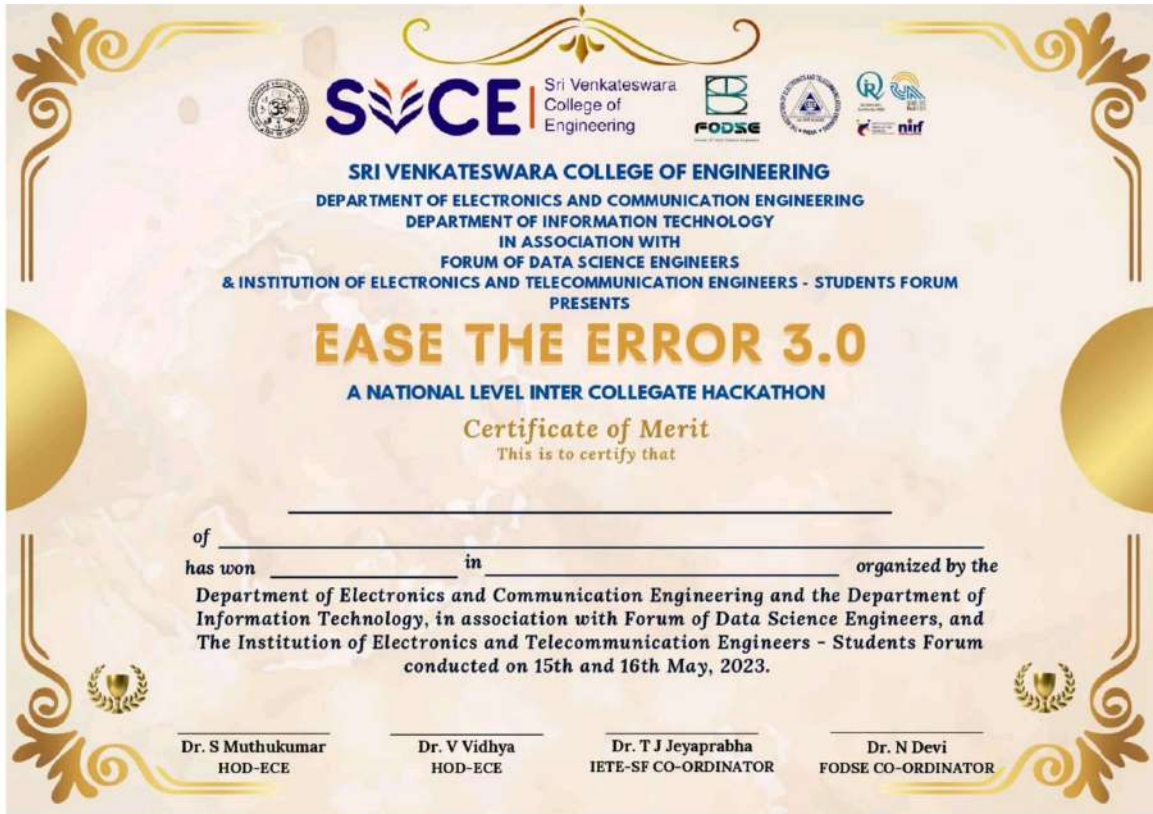 SVCE
Sri Venkateswara
College of
Engineering
FODSE
nirf
SRI VENKATESWARA COLLEGE OF ENGINEERING
DEPARTMENT OF ELECTRONICS AND COMMUNICATION ENGINEERING
DEPARTMENT OF INFORMATION TECHNOLOGY
IN ASSOCIATION WITH
FORUM OF DATA SCIENCE ENGINEERS
& INSTITUTION OF ELECTRONICS AND TELECOMMUNICATION ENGINEERS - STUDENTS FORUM
PRESENTS
EASE THE ERROR 3.0
A NATIONAL LEVEL INTER COLLEGATE HACKATHON
Certificate of Merit
This is to certify that
of
has won in organized by the
Department of Electronics and Communication Engineering and the Department of
Information Technology, in association with Forum of Data Science Engineers, and
The Institution of Electronics and Telecommunication Engineers - Students Forum
conducted on 15th and 16th May, 2023.
Dr. S Muthukumar Dr. V Vidhya Dr. T J Jeyaprabha Dr. N Devi
HOD-ECE HOD-ECE IETE-SF CO-ORDINATOR FODSE CO-ORDINATOR